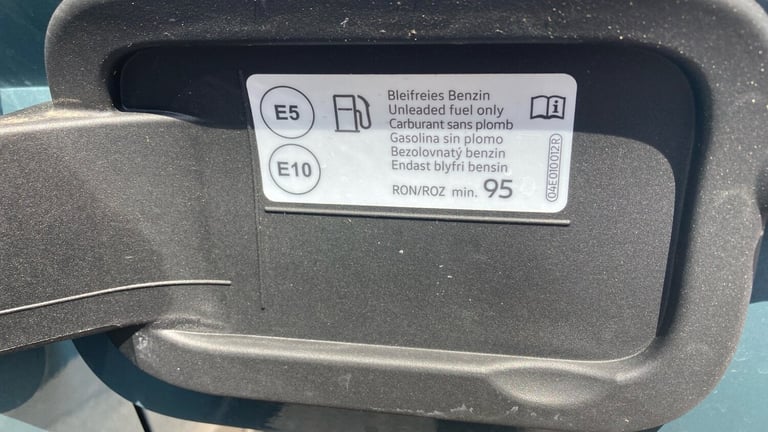 E5
E10
Bleifreies Benzin
Unleaded fuel only
Carburant sans plomb
Gasolina sin plomo
Bezolovnatý benzin
Endast blyfri bensin
RON/ROZ min. 95
04E010012R